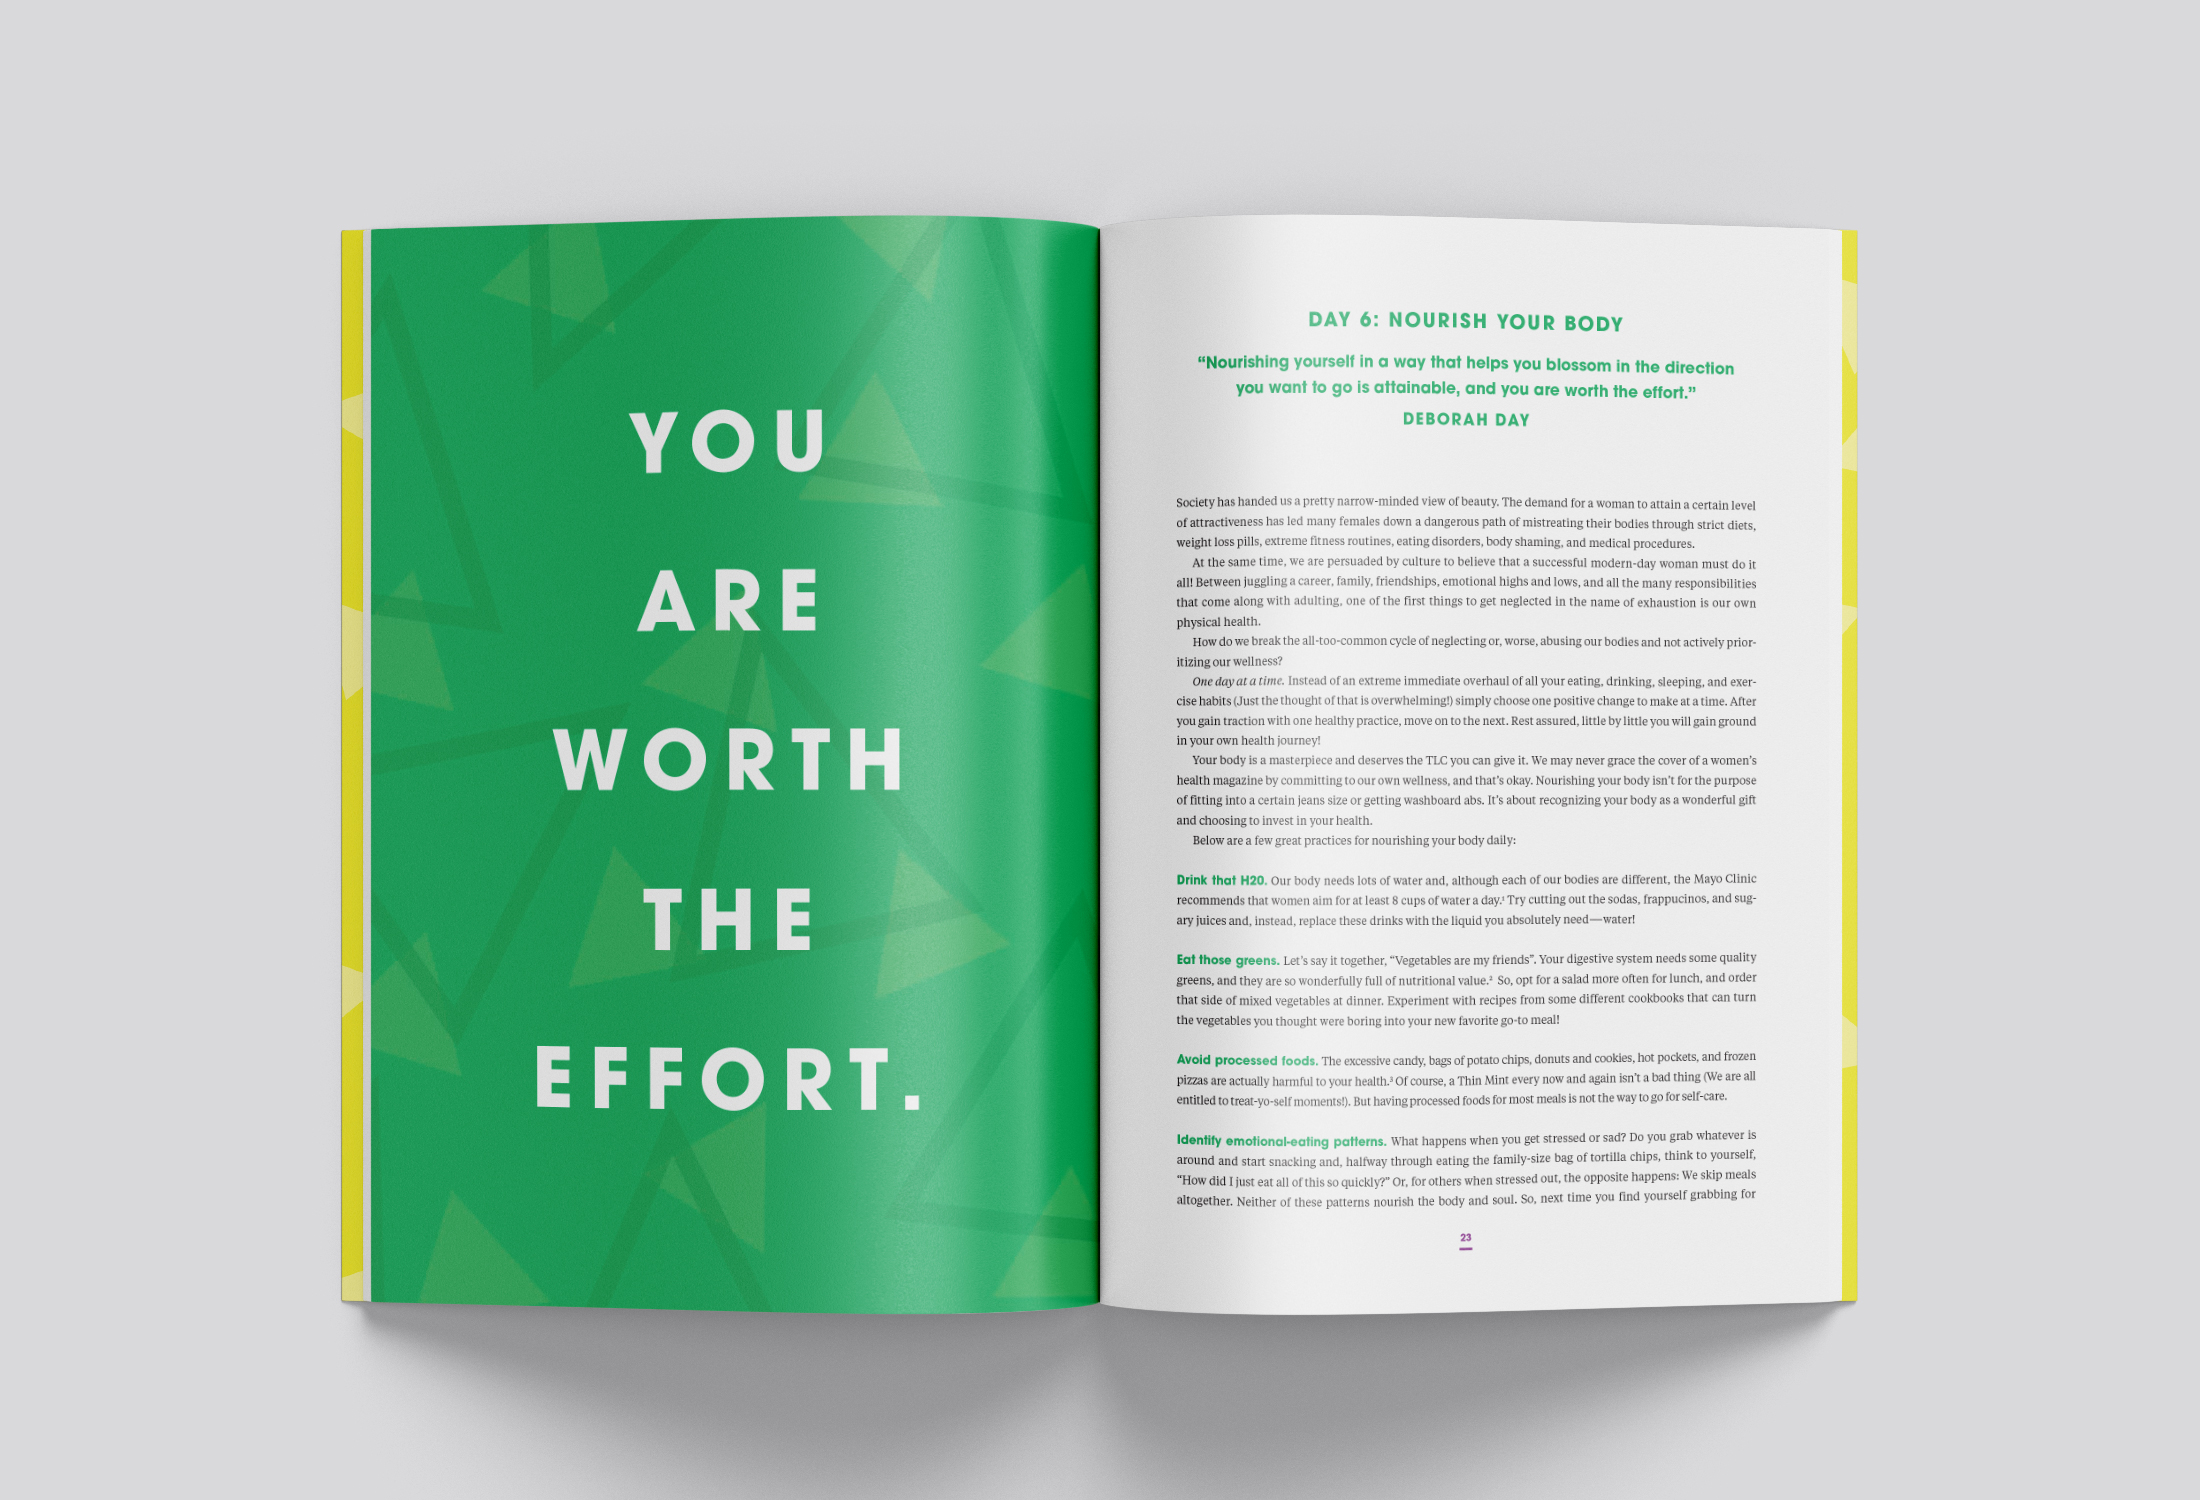 YOU
ARE
WORTH
THE
EFFORT.
DAY 6: NOURISH YOUR BODY
“Nourishing yourself in a way that helps you blossom in the direction
you want to go is attainable, and you are worth the effort.”
DEBORAH DAY
Society has handed us a pretty narrow-minded view of beauty. The demand for a woman to attain a certain level
of attractiveness has led many females down a dangerous path of mistreating their bodies through strict diets,
weight loss pills, extreme fitness routines, eating disorders, body shaming, and medical procedures.
At the same time, we are persuaded by culture to believe that a successful modern-day woman must do it
all! Between juggling a career, family, friendships, emotional highs and lows, and all the many responsibilities
that come along with adulting, one of the first things to get neglected in the name of exhaustion is our own
physical health.
How do we break the all-too-common cycle of neglecting or, worse, abusing our bodies and not actively prior-
itizing our wellness?
One day at a time. Instead of an extreme immediate overhaul of all your eating, drinking, sleeping, and exer-
cise habits (Just the thought of that is overwhelming!) simply choose one positive change to make at a time. After
you gain traction with one healthy practice, move on to the next. Rest assured, little by little you will gain ground
in your own health journey!
Your body is a masterpiece and deserves the TLC you can give it. We may never grace the cover of a women’s
health magazine by committing to our own wellness, and that’s okay. Nourishing your body isn’t for the purpose
of fitting into a certain jeans size or getting washboard abs. It’s about recognizing your body as a wonderful gift
and choosing to invest in your health.
Below are a few great practices for nourishing your body daily:
Drink that H20. Our body needs lots of water and, although each of our bodies are different, the Mayo Clinic
recommends that women aim for at least 8 cups of water a day.¹ Try cutting out the sodas, frappucinos, and sug-
ary juices and, instead, replace these drinks with the liquid you absolutely need—water!
Eat those greens. Let’s say it together, “Vegetables are my friends”. Your digestive system needs some quality
greens, and they are so wonderfully full of nutritional value.² So, opt for a salad more often for lunch, and order
that side of mixed vegetables at dinner. Experiment with recipes from some different cookbooks that can turn
the vegetables you thought were boring into your new favorite go-to meal!
Avoid processed foods. The excessive candy, bags of potato chips, donuts and cookies, hot pockets, and frozen
pizzas are actually harmful to your health.³ Of course, a Thin Mint every now and again isn’t a bad thing (We are all
entitled to treat-yo-self moments!). But having processed foods for most meals is not the way to go for self-care.
Identify emotional-eating patterns. What happens when you get stressed or sad? Do you grab whatever is
around and start snacking and, halfway through eating the family-size bag of tortilla chips, think to yourself,
“How did I just eat all of this so quickly?” Or, for others when stressed out, the opposite happens: We skip meals
altogether. Neither of these patterns nourish the body and soul. So, next time you find yourself grabbing for
23